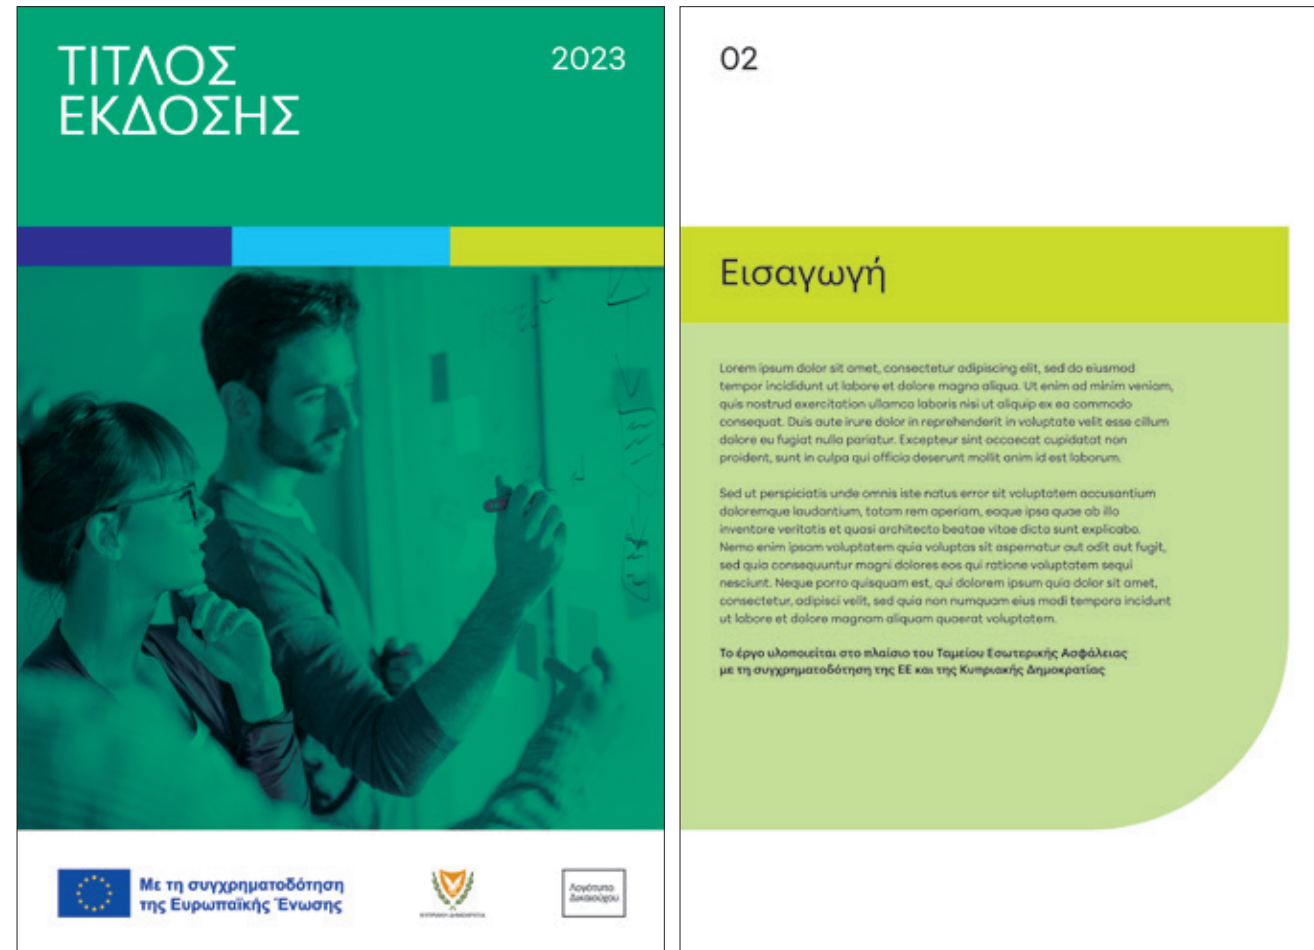 ΤΙΤΛΟΣ
ΕΚΔΟΣΗΣ
2023
Με τη συγχρηματοδότηση
της Ευρωπαϊκής Ένωσης
ΚΥΠΡΙΑΚΗ ΔΗΜΟΚΡΑΤΙΑ
Λογότυπο
Δικαιούχου
02
Εισαγωγή
Lorem ipsum dolor sit amet, consectetur adipiscing elit, sed do eiusmod
tempor incididunt ut labore et dolore magna aliqua. Ut enim ad minim veniam,
quis nostrud exercitation ullamco laboris nisi ut aliquip ex ea commodo
consequat. Duis aute irure dolor in reprehenderit in voluptate velit esse cillum
dolore eu fugiat nulla pariatur. Excepteur sint occaecat cupidatat non
proident, sunt in culpa qui officia deserunt mollit anim id est laborum.
Sed ut perspiciatis unde omnis iste natus error sit voluptatem accusantium
doloremque laudantium, totam rem aperiam, eaque ipsa quae ab illo
inventore veritatis et quasi architecto beatae vitae dicta sunt explicabo.
Nemo enim ipsam voluptatem quia voluptas sit aspernatur aut odit aut fugit,
sed quia consequuntur magni dolores eos qui ratione voluptatem sequi
nesciunt. Neque porro quisquam est, qui dolorem ipsum quia dolor sit amet,
consectetur, adipisci velit, sed quia non numquam eius modi tempora incidunt
ut labore et dolore magnam aliquam quaerat voluptatem.
Το έργο υλοποιείται στο πλαίσιο του Ταμείου Εσωτερικής Ασφάλειας
με τη συγχρηματοδότηση της ΕΕ και της Κυπριακής Δημοκρατίας